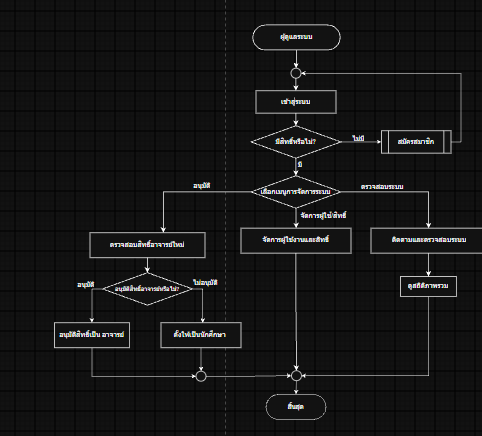 ผู้ดูแลระบบ
เข้าสู่ระบบ
มีสิทธิ์หรือไม่?
ไม่มี
สมัครสมาชิก
มี
เลือกเมนูการจัดการระบบ
อนุมัติ
ตรวจสอบระบบ
จัดการผู้ใช้\สิทธิ์
ตรวจสอบสิทธิ์อาจารย์ใหม่
จัดการผู้ใช้งานและสิทธิ์
ติดตามและตรวจสอบระบบ
อนุมัติ
อนุมัติสิทธิ์อาจารย์หรือไม่?
ไม่อนุมัติ
ดูสถิติภาพรวม
อนุมัติสิทธิ์เป็น อาจารย์
ตั้งให้เป็นนักศึกษา
สิ้นสุด